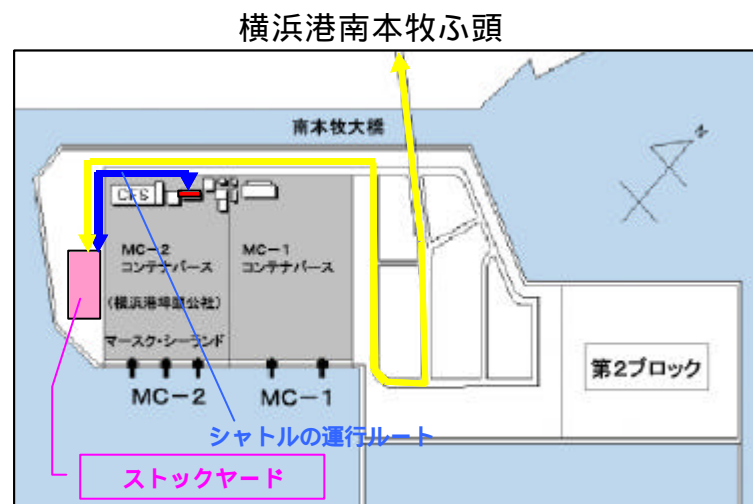 横浜港南本牧ふ頭
南本牧大橋
CFS
MC-2
コンテナバース
(横浜港埠頭公社)
マースク・シーランド
MC-1
コンテナバース
第2ブロック
MC-2
MC-1
シャトルの運行ルート
ストックヤード